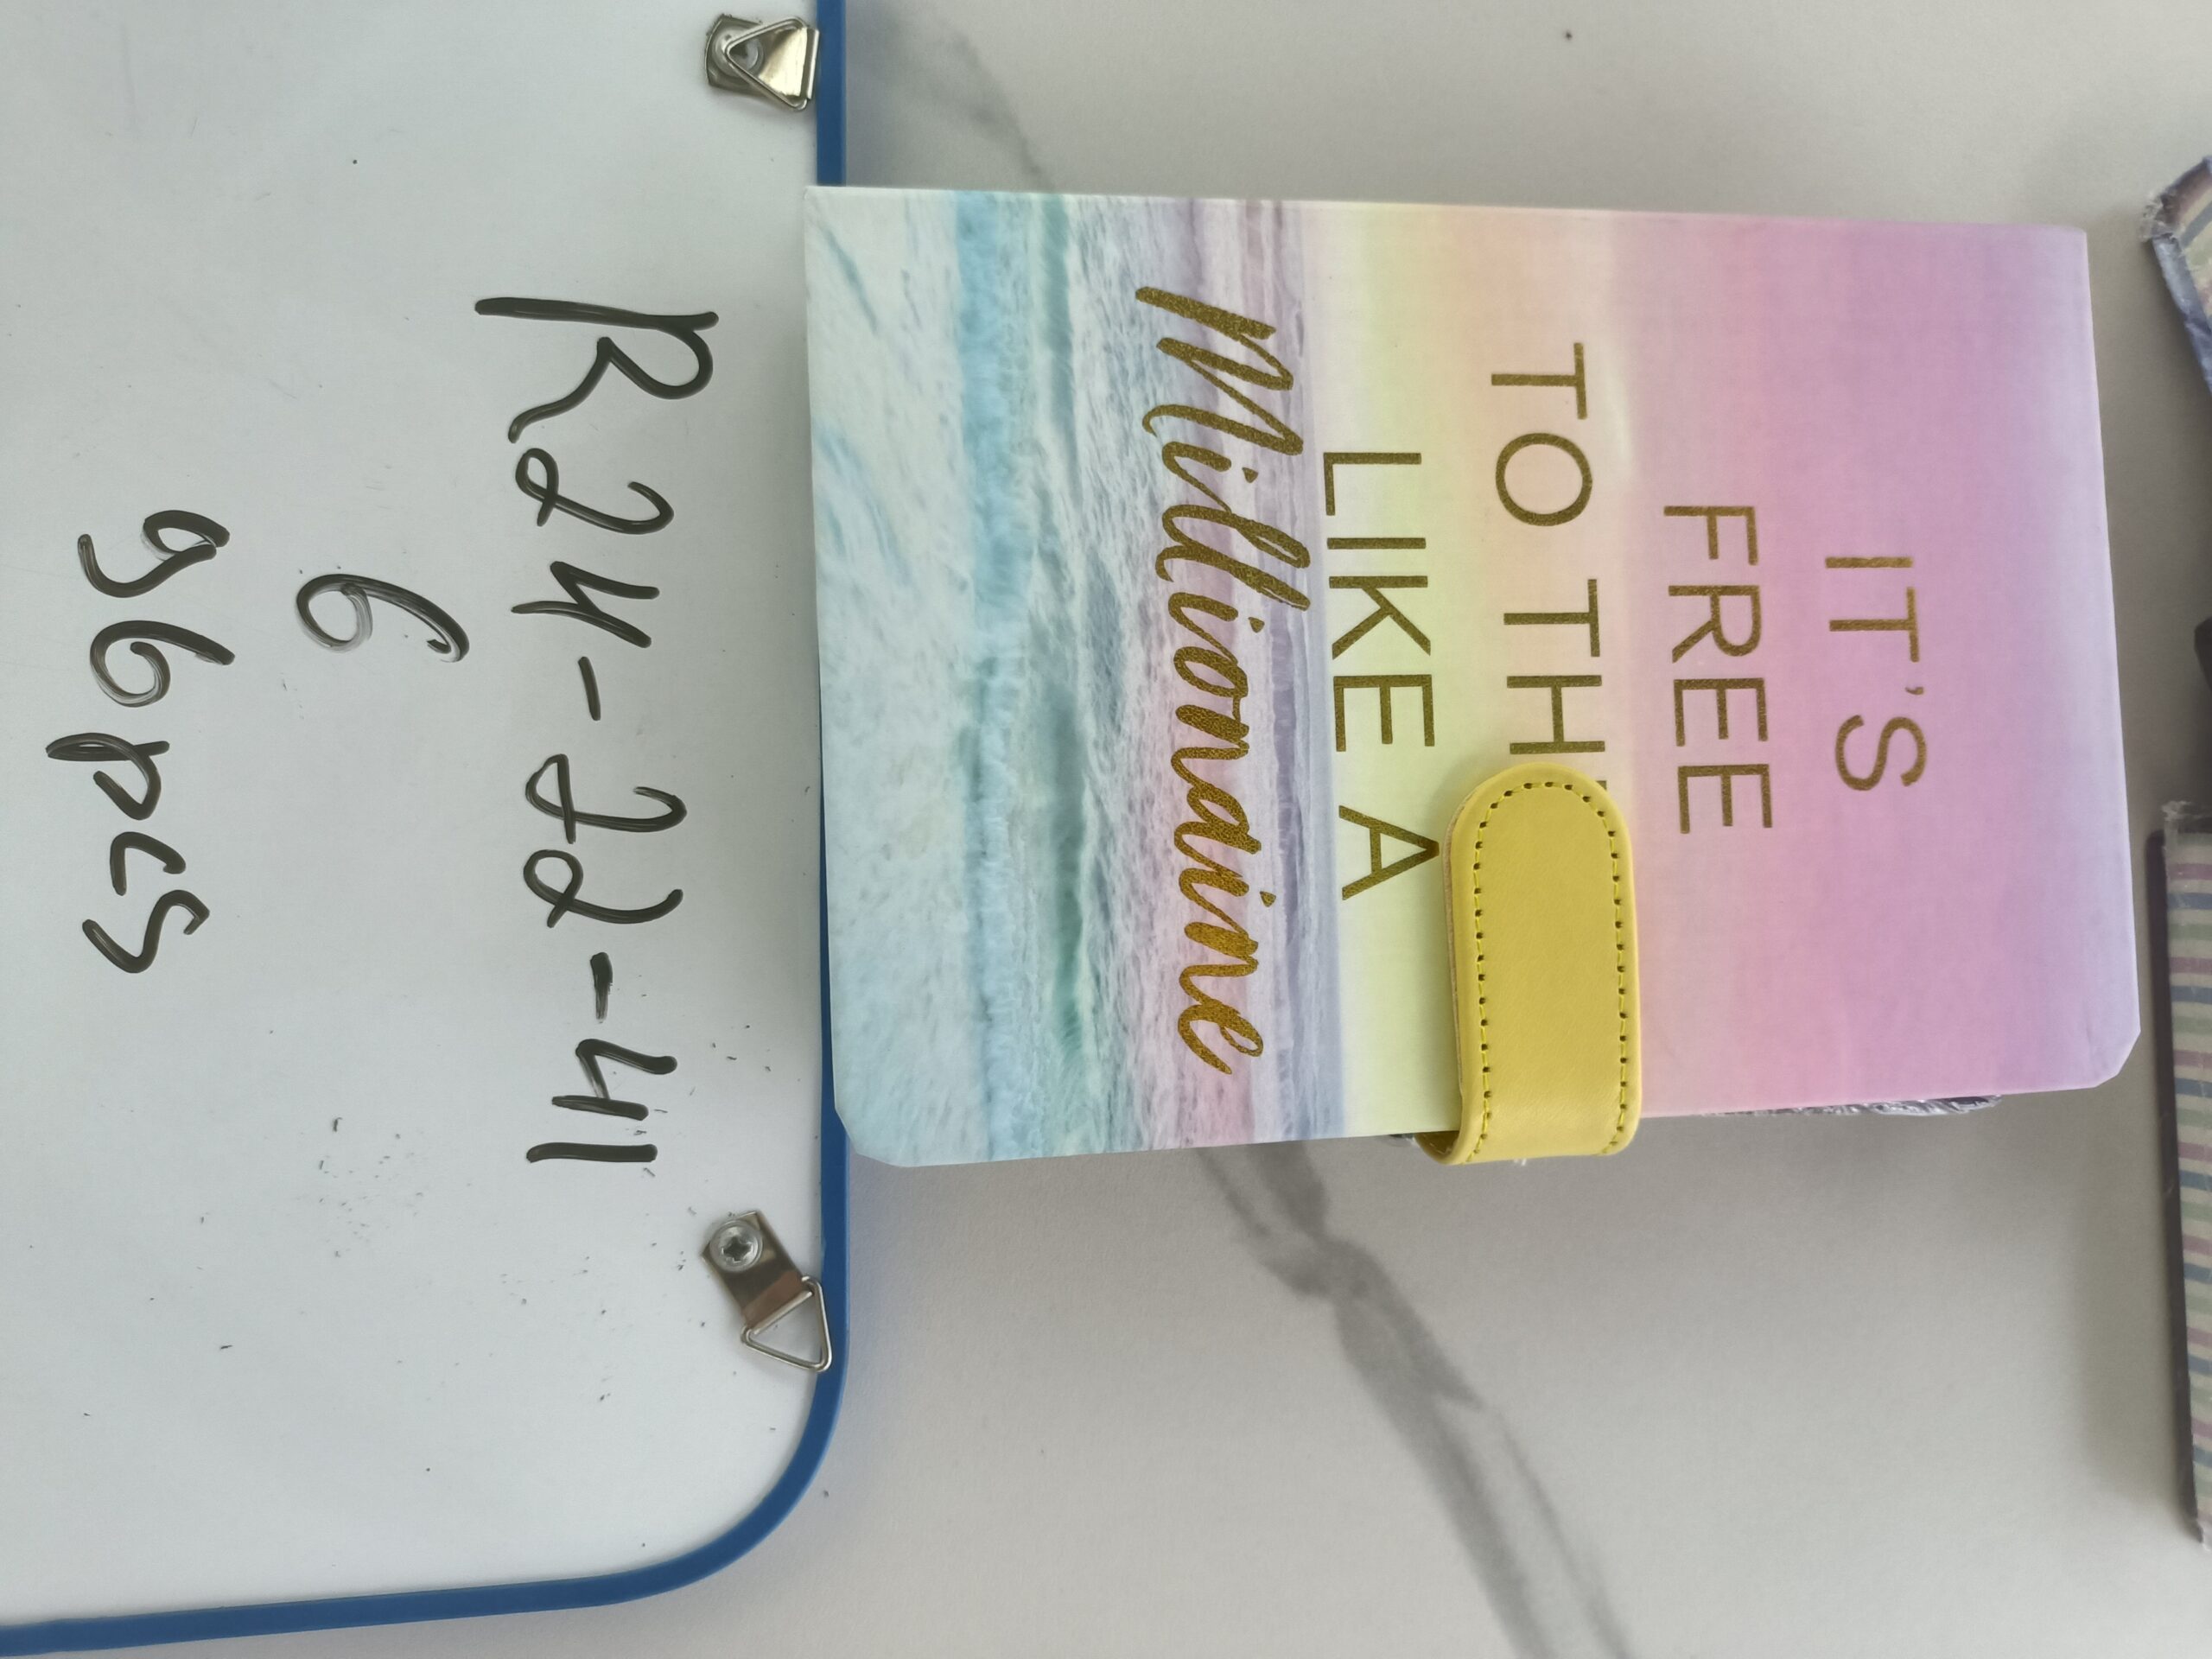 IT'S
FREE
TO TH
LIKE A
Millionaire
R24-22-41
6
96pcs